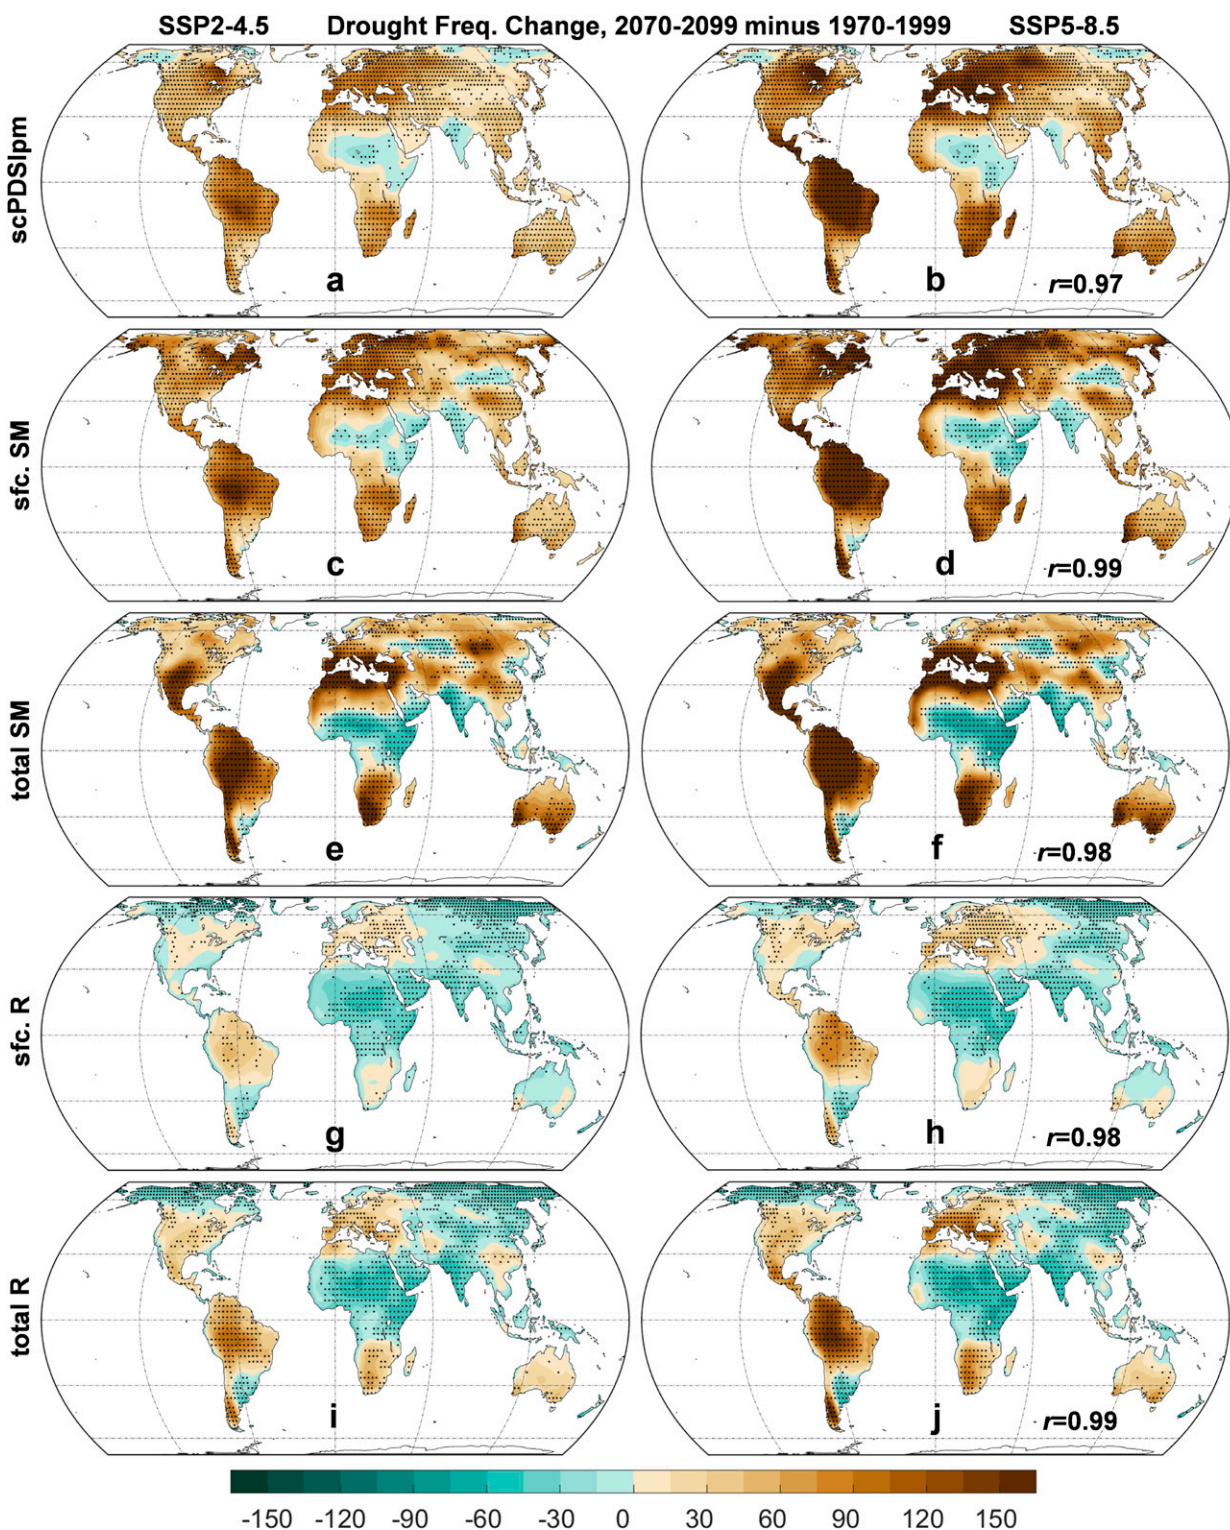 SSP2-4.5 Drought Freq. Change, 2070-2099 minus 1970-1999 SSP5-8.5
scPDSIpm
a
b
r=0.97
sfc. SM
c
d
r=0.99
total SM
e
f
r=0.98
sfc. R
g
h
r=0.98
total R
i
j
r=0.99
-150 -120 -90 -60 -30 0 30 60 90 120 150